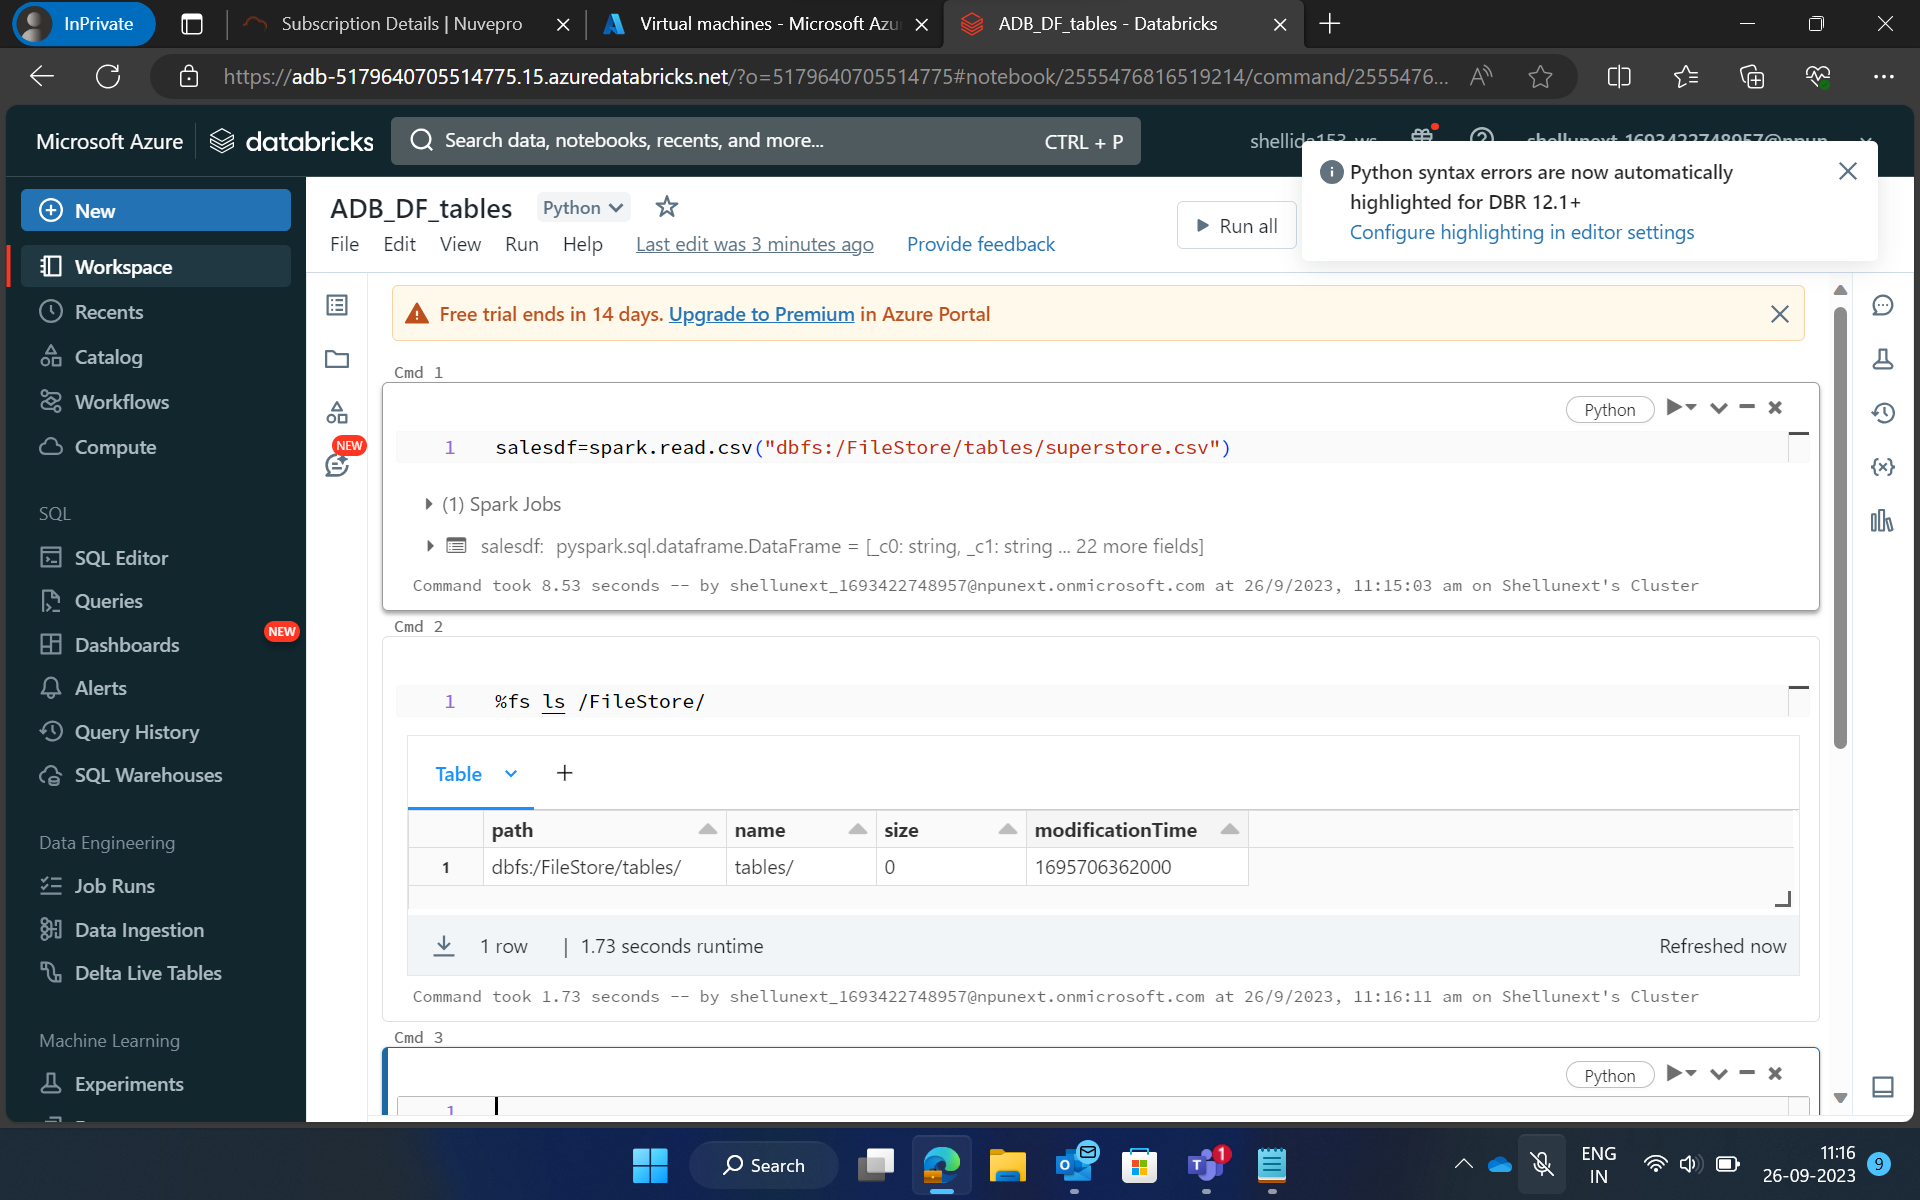 InPrivate
Subscription Details | Nuvepro
Virtual machines - Microsoft Azu
ADB_DF_tables - Databricks
https://adb-5179640705514775.15.azuredatabricks.net/?o=5179640705514775#notebook/2555476816519214/command/2555476...
Microsoft Azure
databricks
Search data, notebooks, recents, and more...
CTRL + P
Python syntax errors are now automatically
highlighted for DBR 12.1+
Configure highlighting in editor settings
New
Workspace
Recents
Catalog
Workflows
Compute
SQL
SQL Editor
Queries
Dashboards
NEW
Alerts
Query History
SQL Warehouses
Data Engineering
Job Runs
Data Ingestion
Delta Live Tables
Machine Learning
Experiments
ADB_DF_tables
Python
File Edit View Run Help Last edit was 3 minutes ago Provide feedback
Run all
NEW
Free trial ends in 14 days. Upgrade to Premium in Azure Portal
Cmd 1
Python
1 salesdf=spark.read.csv("dbfs:/FileStore/tables/superstore.csv")
(1) Spark Jobs
salesdf: pyspark.sql.dataframe.DataFrame = [_c0: string, _c1: string ... 22 more fields]
Command took 8.53 seconds -- by shellunext_1693422748957@npunext.onmicrosoft.com at 26/9/2023, 11:15:03 am on Shellunext's Cluster
Cmd 2
1 %fs ls /FileStore/
Table
path name size modificationTime
1 dbfs:/FileStore/tables/ tables/ 0 1695706362000
1 row | 1.73 seconds runtime
Refreshed now
Command took 1.73 seconds -- by shellunext_1693422748957@npunext.onmicrosoft.com at 26/9/2023, 11:16:11 am on Shellunext's Cluster
Cmd 3
Python
1
Search
1
ENG
IN
11:16
26-09-2023
9